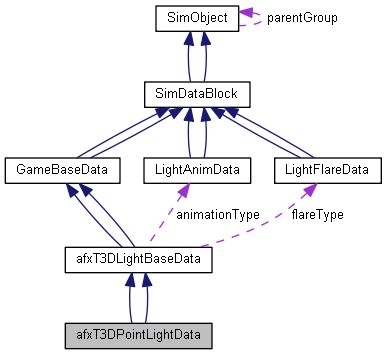 SimObject
parentGroup
SimDataBlock
GameBaseData
LightAnimData
LightFlareData
animationType
flareType
afxT3DLightBaseData
afxT3DPointLightData